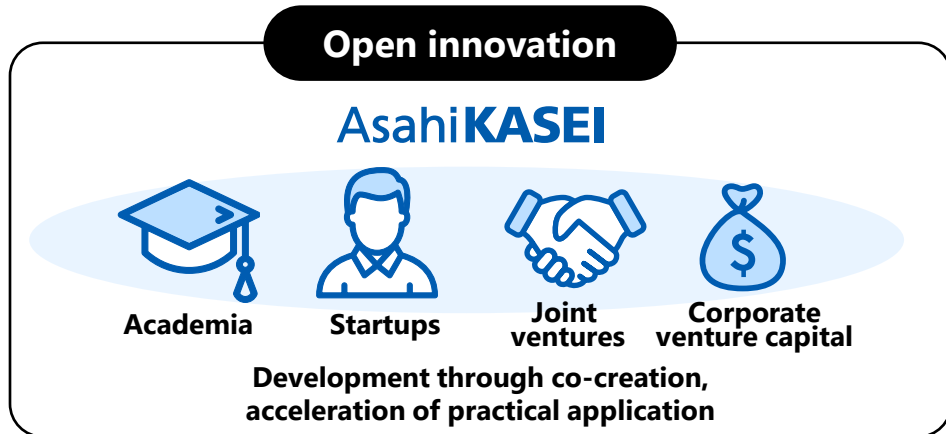 Open innovation
AsahiKASEI
Academia
Startups
Joint
ventures
Corporate
venture capital
Development through co-creation,
acceleration of practical application